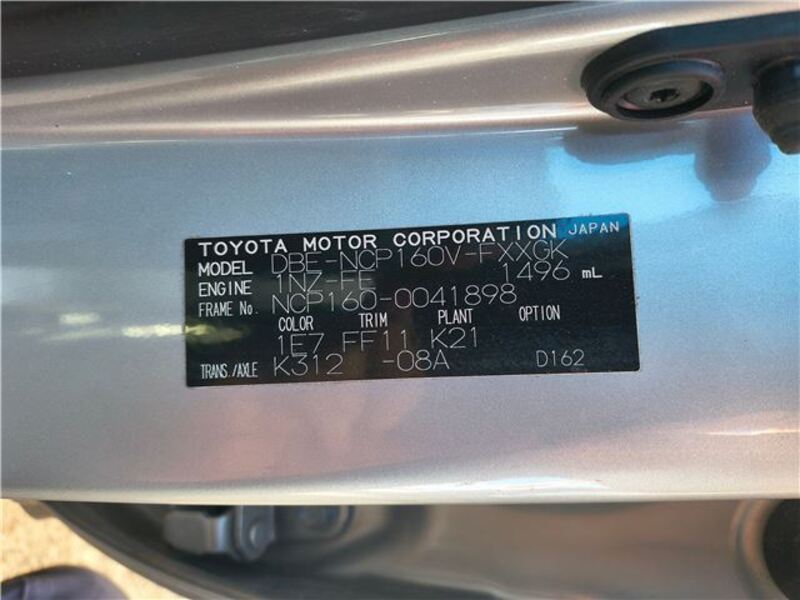 TOYOTA MOTOR CORPORATION JAPAN
MODEL DBE-NCP160V-FXXGK
ENGINE 1NZ-FE 1496 mL
FRAME No. NCP160-0041898
COLOR TRIM PLANT OPTION
1E7 FF11 K21
TRANS./AXLE K312 -08A D162